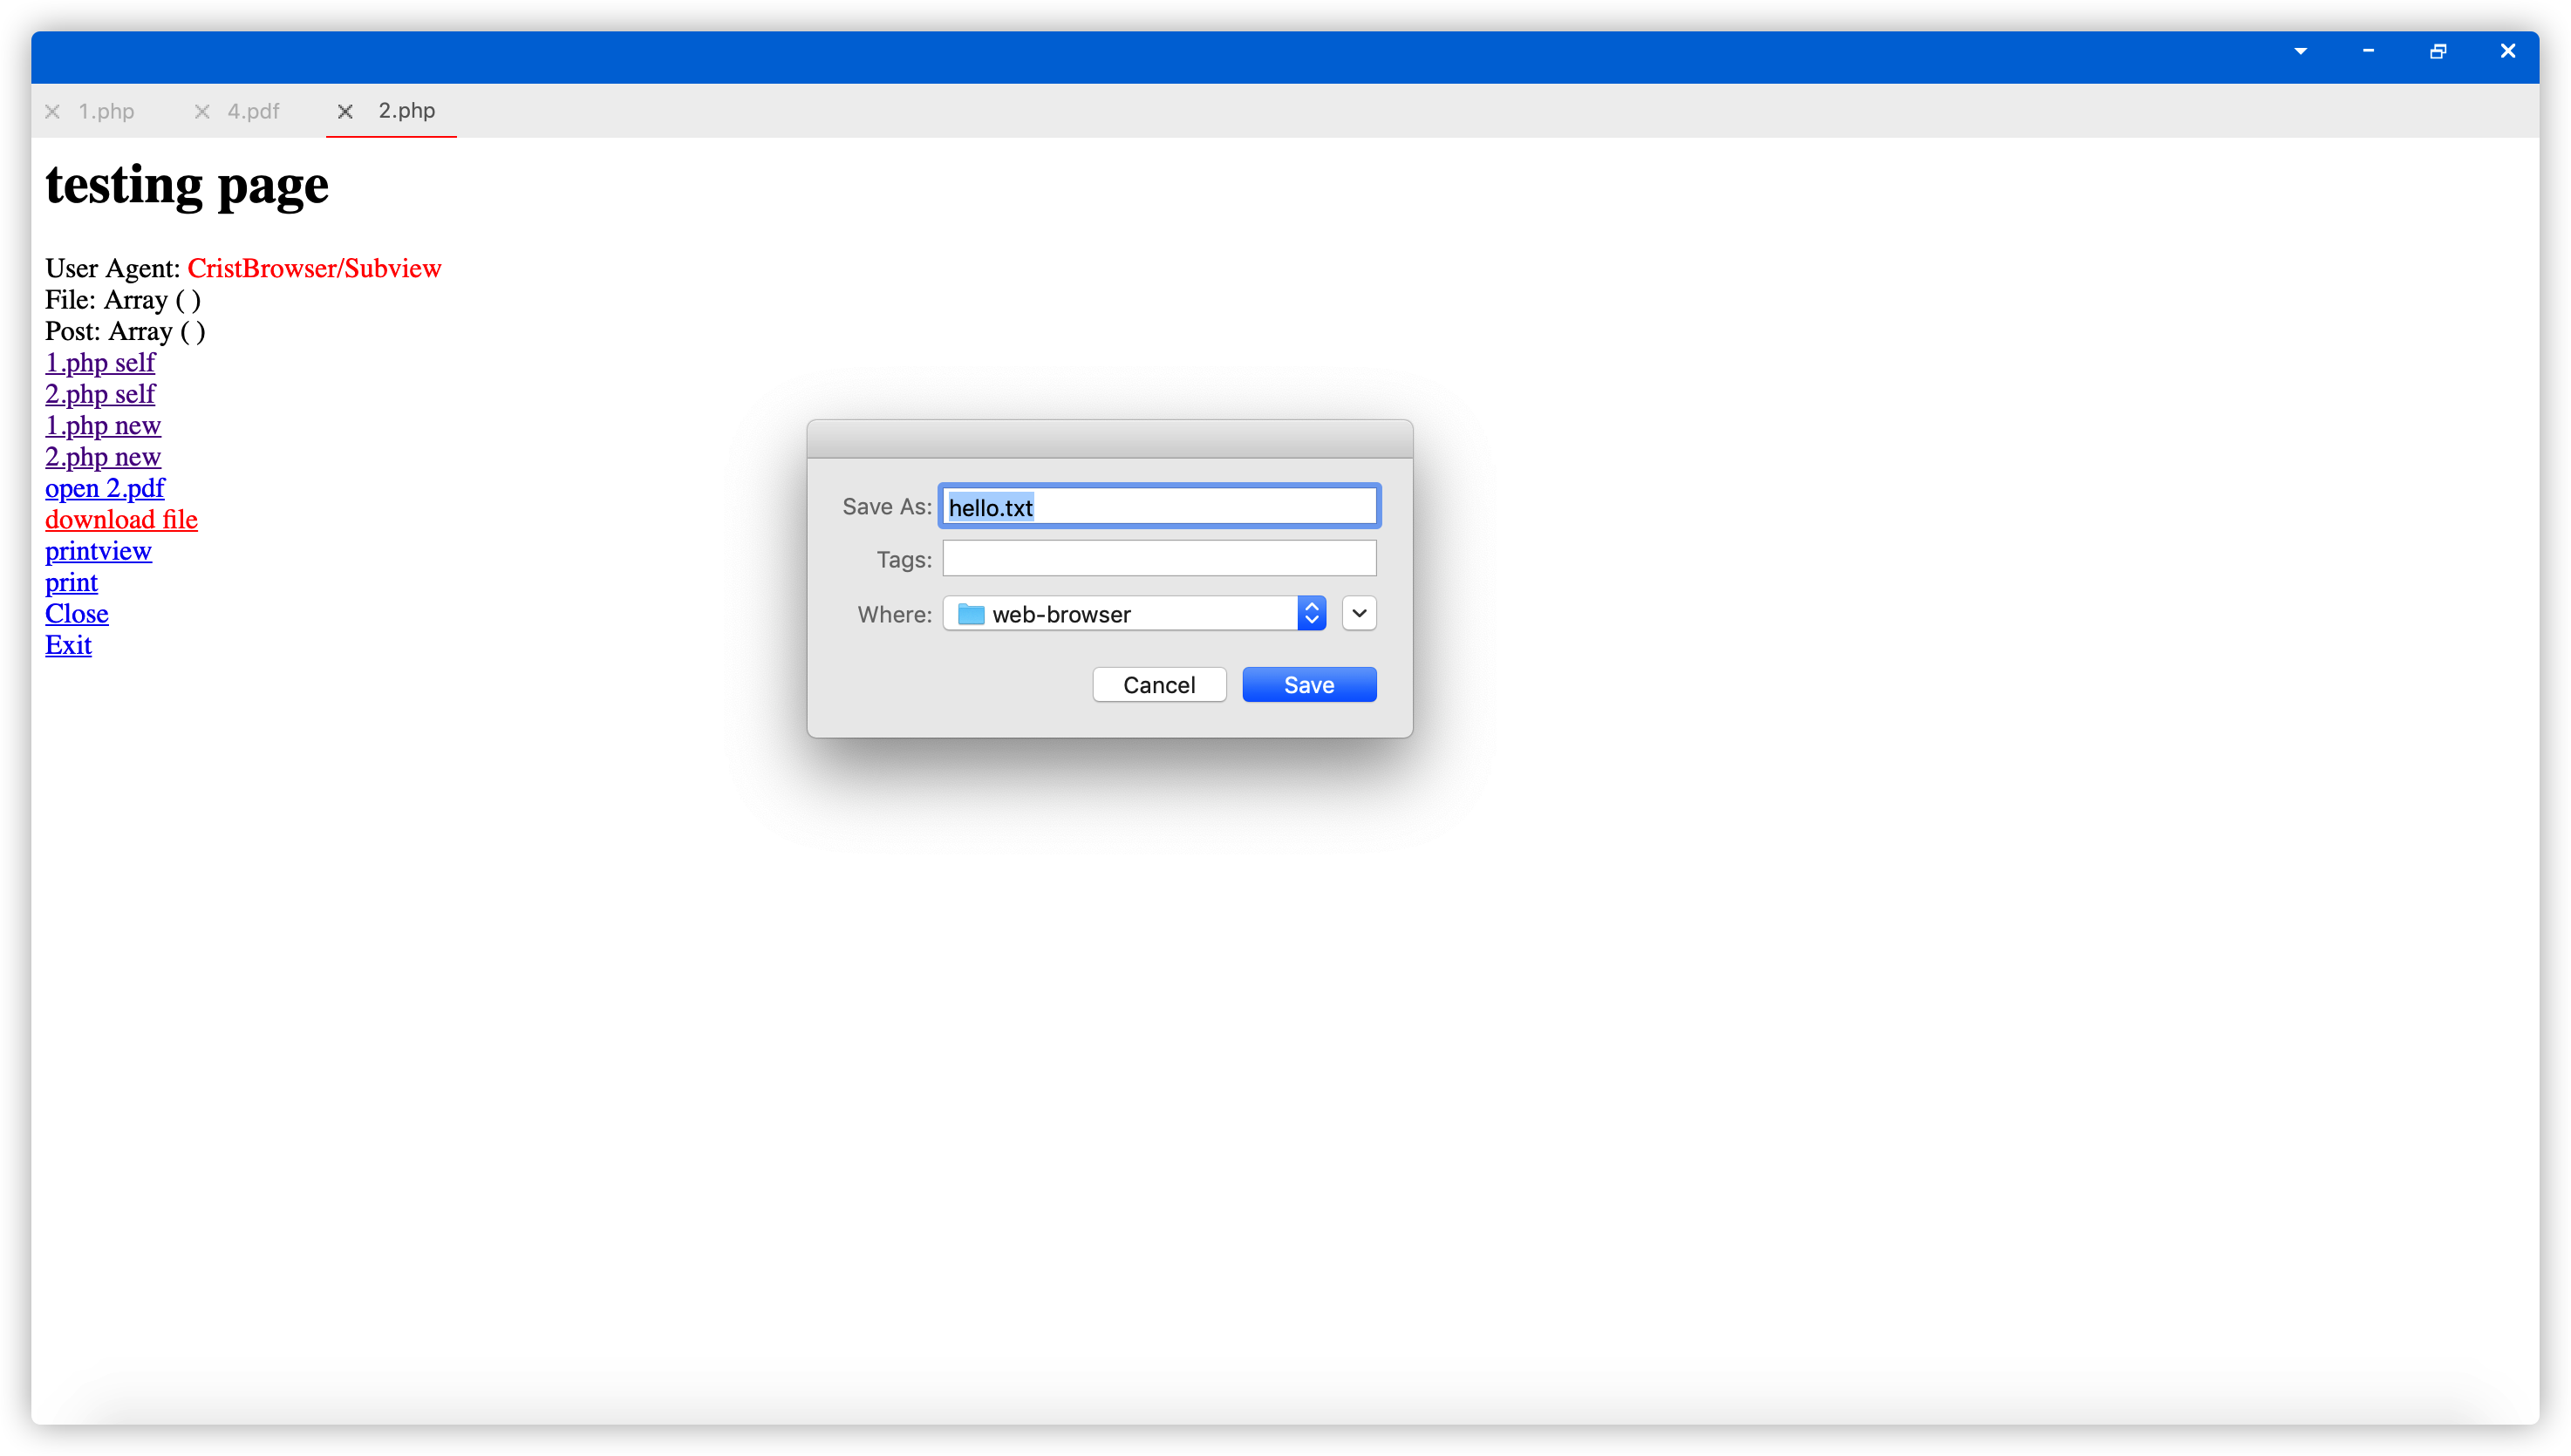 1.php
4.pdf
2.php
testing page
User Agent: CristBrowser/Subview
File: Array ( )
Post: Array ( )
1.php self
2.php self
1.php new
2.php new
open 2.pdf
download file
printview
print
Close
Exit
Save As: hello.txt
Tags:
Where: web-browser
Cancel
Save